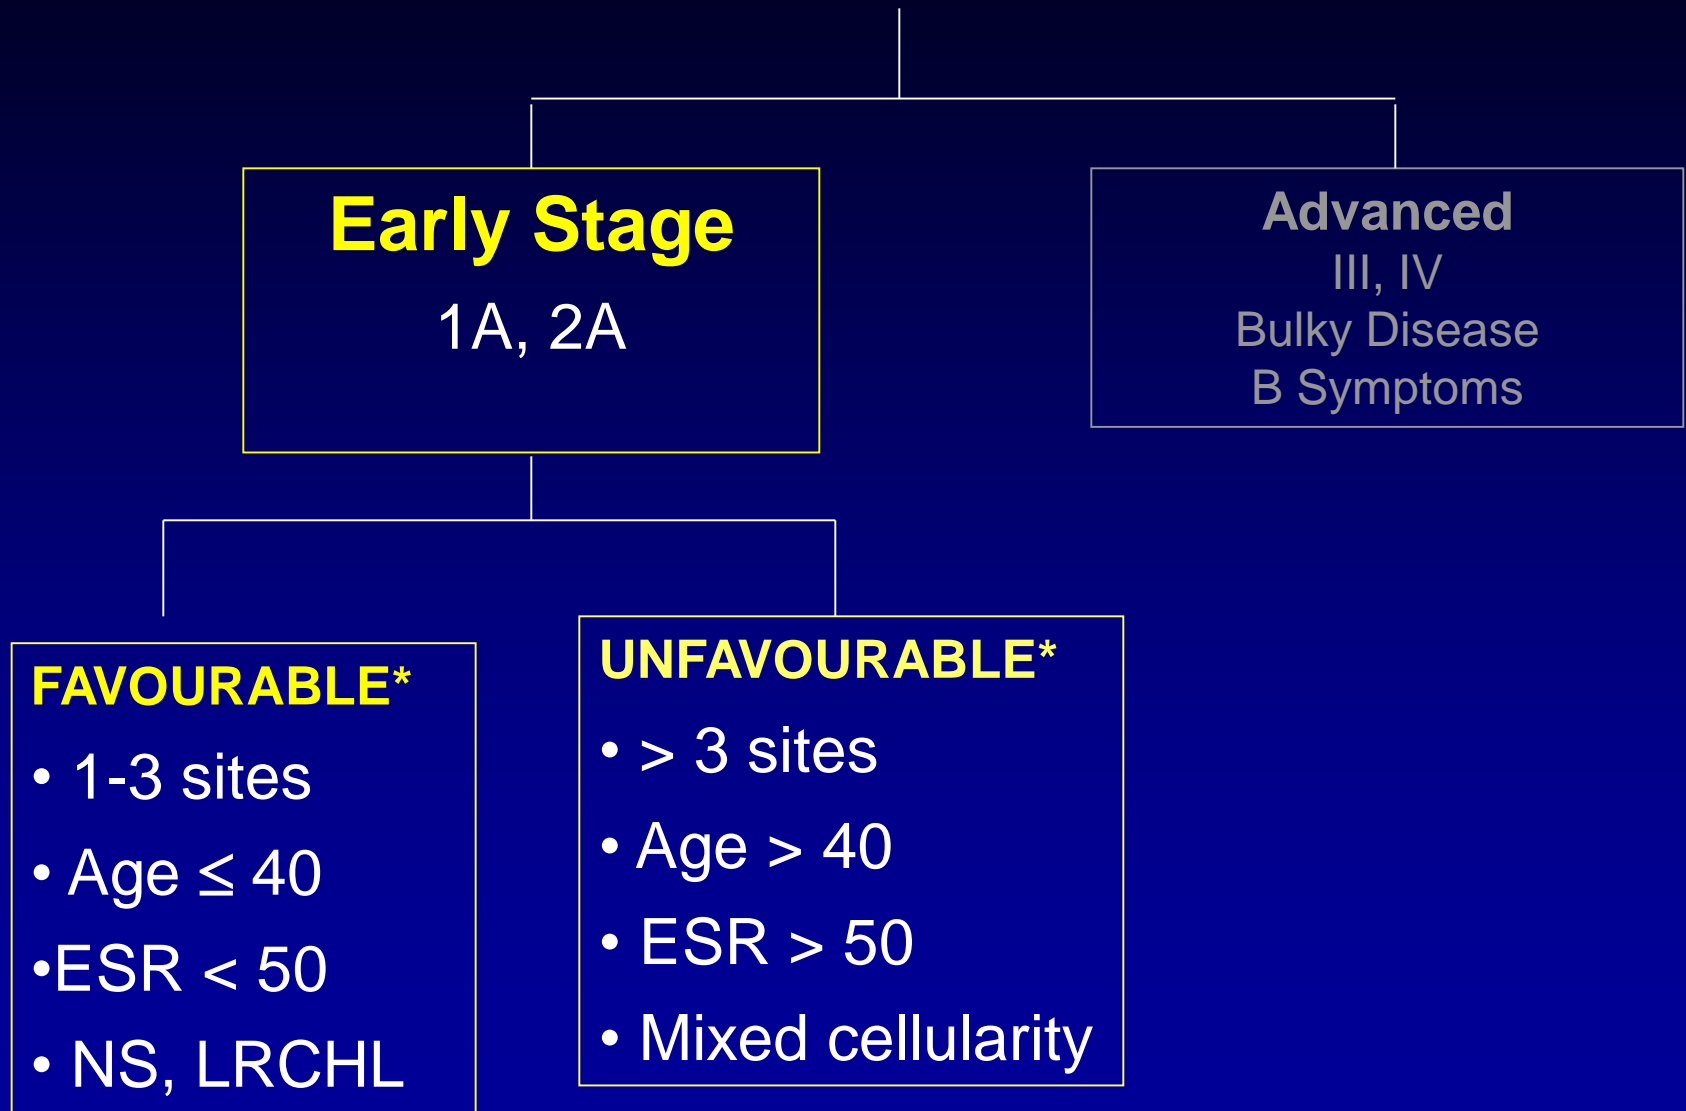 Early Stage
1A, 2A
Advanced
III, IV
Bulky Disease
B Symptoms
FAVOURABLE*
• 1-3 sites
• Age ≤ 40
•ESR < 50
• NS, LRCHL
UNFAVOURABLE*
• > 3 sites
• Age > 40
• ESR > 50
• Mixed cellularity